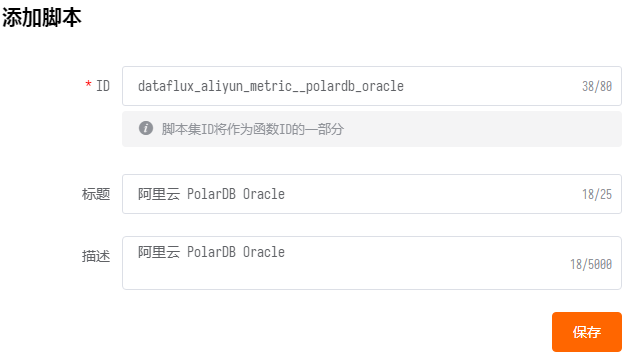 添加脚本
* ID dataflux_aliyun_metric__polardb_oracle 38/80
脚本集ID将作为函数ID的一部分
标题 阿里云 PolarDB Oracle 18/25
描述 阿里云 PolarDB Oracle 18/5000
保存